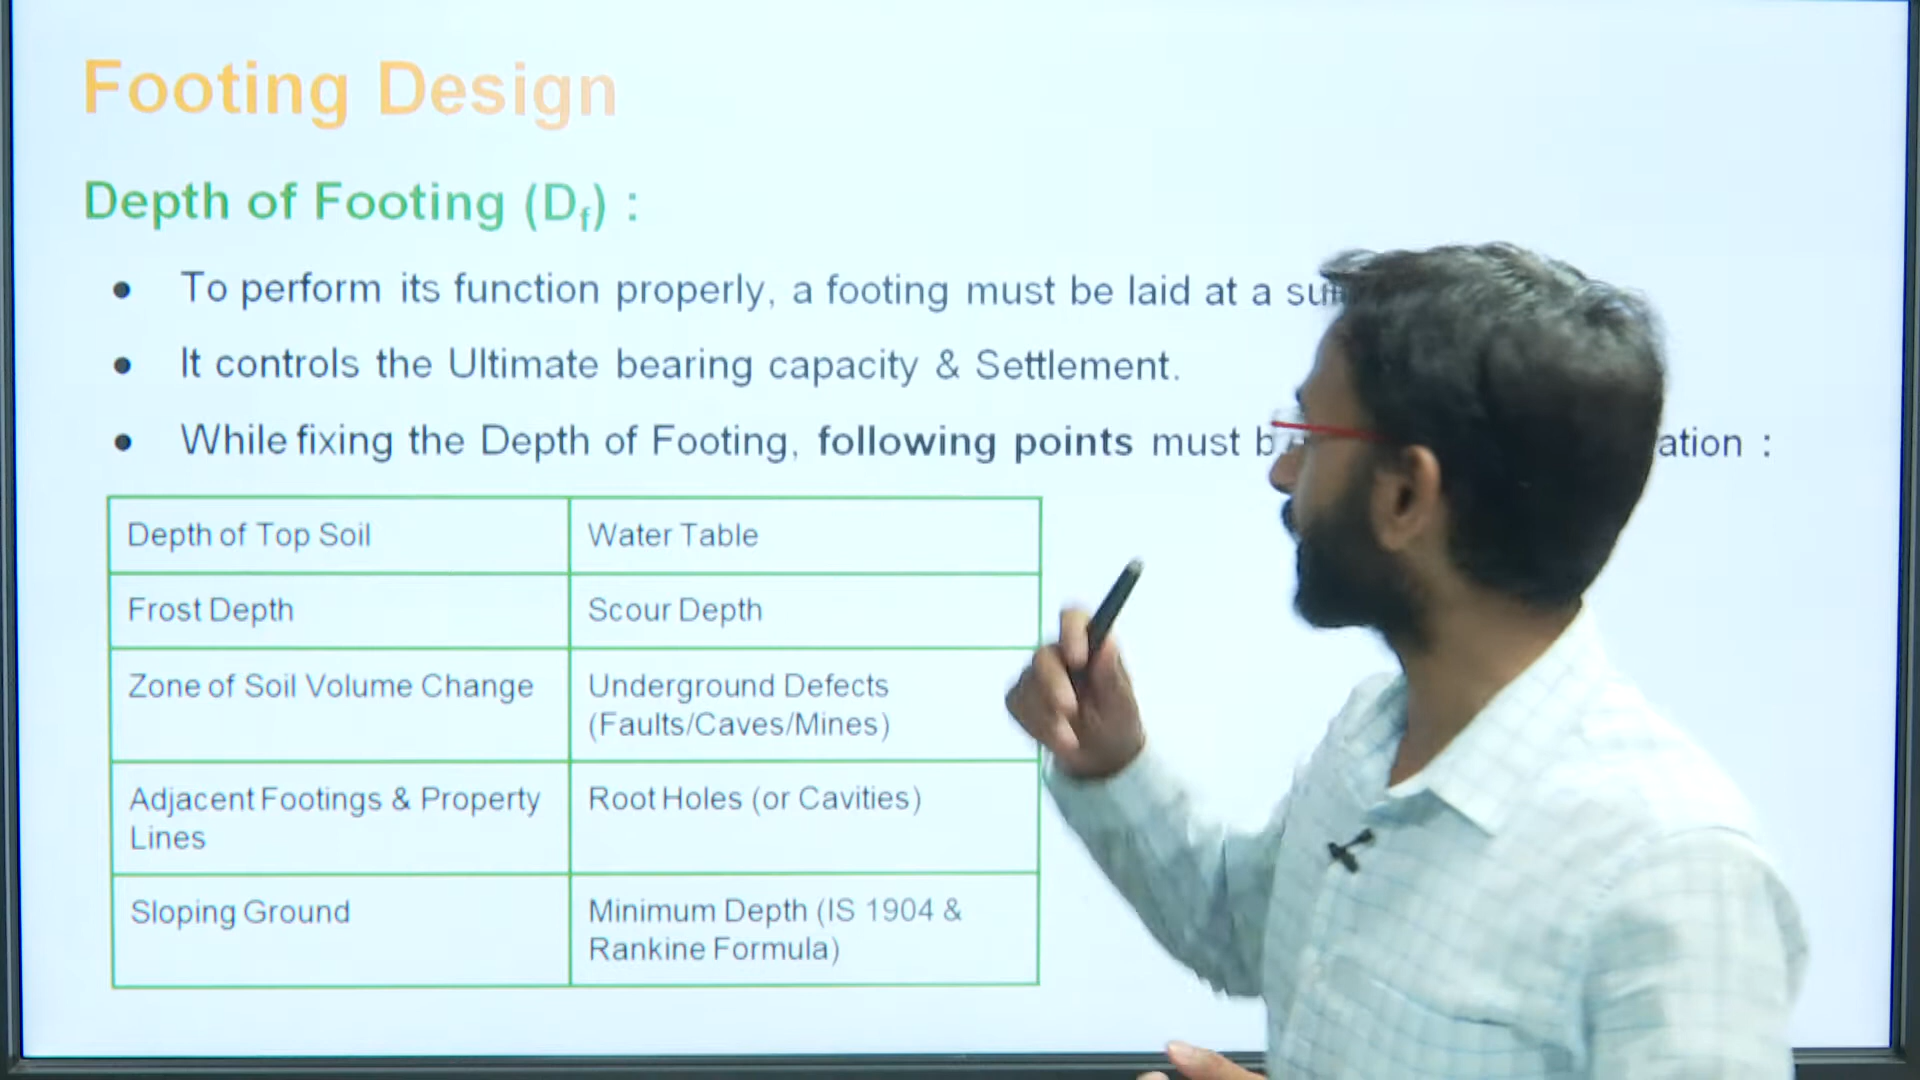 Footing Design
Depth of Footing (Df) :
● To perform its function properly, a footing must be laid at a
● It controls the Ultimate bearing capacity & Settlement.
● While fixing the Depth of Footing, following points must
Depth of Top Soil
Water Table
Frost Depth
Scour Depth
Zone of Soil Volume Change
Underground Defects
(Faults/Caves/Mines)
Adjacent Footings & Property
Lines
Root Holes (or Cavities)
Sloping Ground
Minimum Depth (IS 1904 &
Rankine Formula)